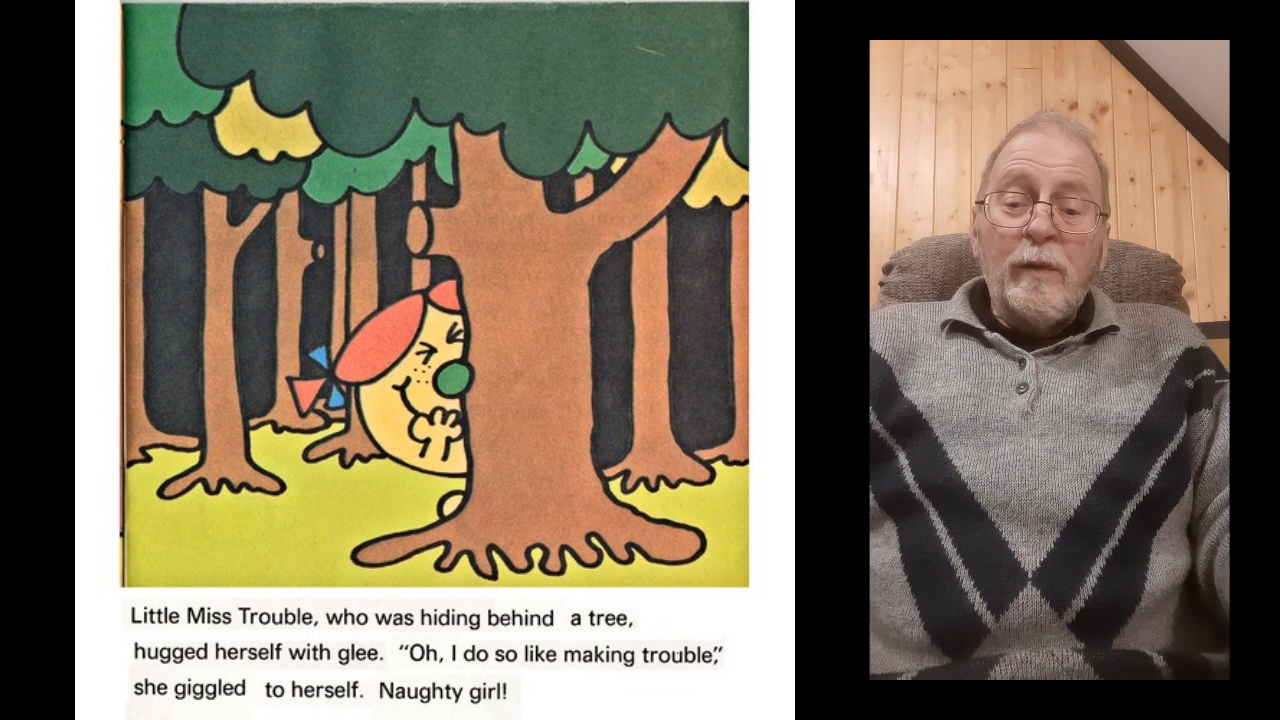 Little Miss Trouble, who was hiding behind a tree,
hugged herself with glee. “Oh, I do so like making trouble,”
she giggled to herself. Naughty girl!